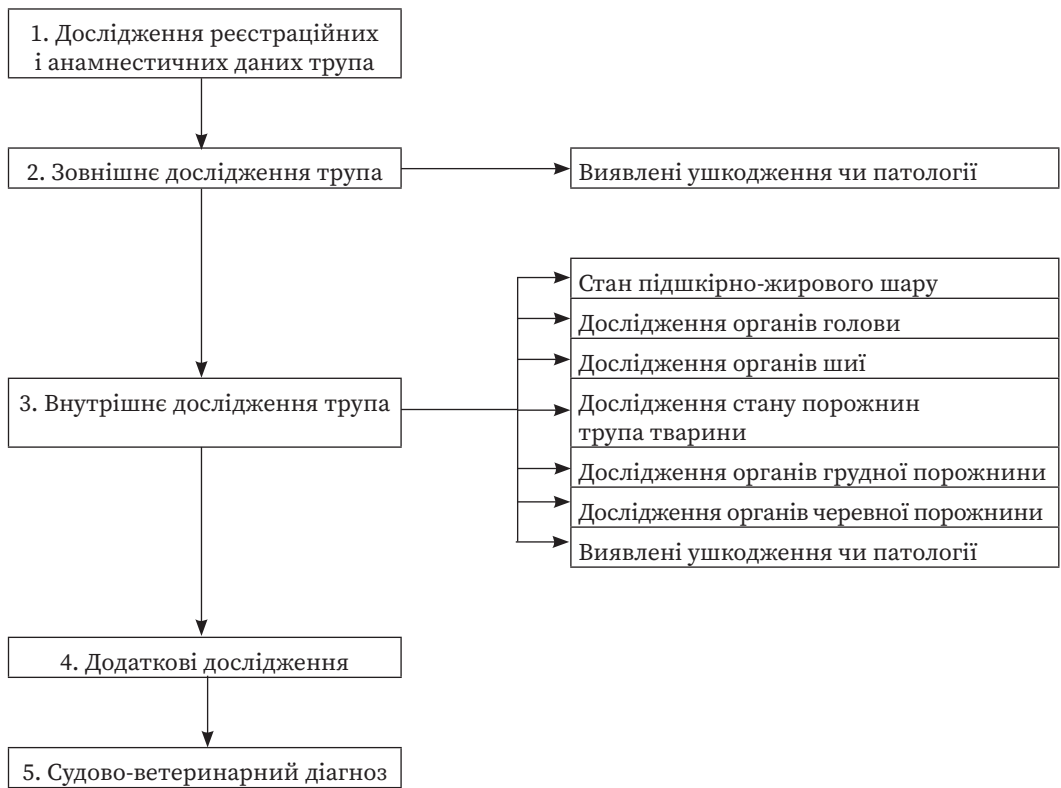 1. Дослідження реєстраційних
і анамнестичних даних трупа
2. Зовнішнє дослідження трупа
Виявлені ушкодження чи патології
3. Внутрішнє дослідження трупа
Стан підшкірно-жирового шару
Дослідження органів голови
Дослідження органів шиї
Дослідження стану порожнин
трупа тварини
Дослідження органів грудної порожнини
Дослідження органів черевної порожнини
Виявлені ушкодження чи патології
4. Додаткові дослідження
5. Судово-ветеринарний діагноз